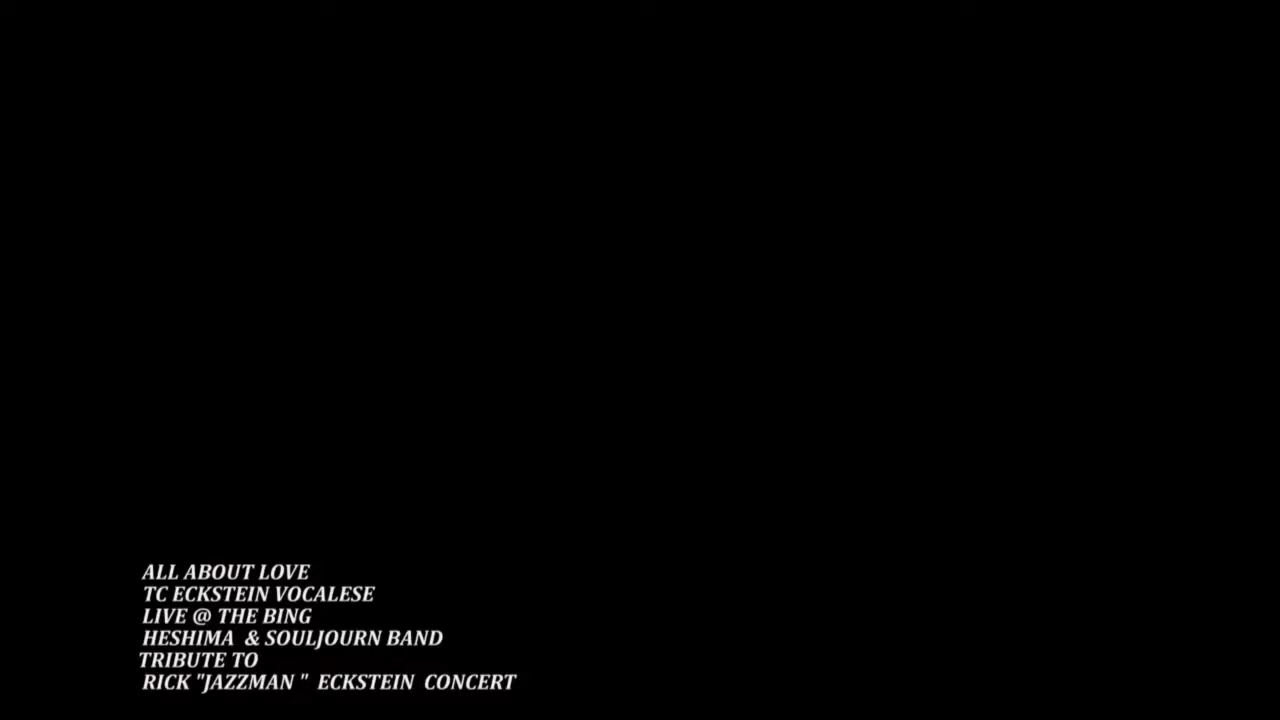 ALL ABOUT LOVE
TC ECKSTEIN VOCALESE
LIVE @ THE BING
HESHIMA & SOULJOURN BAND
TRIBUTE TO
RICK "JAZZMAN " ECKSTEIN CONCERT